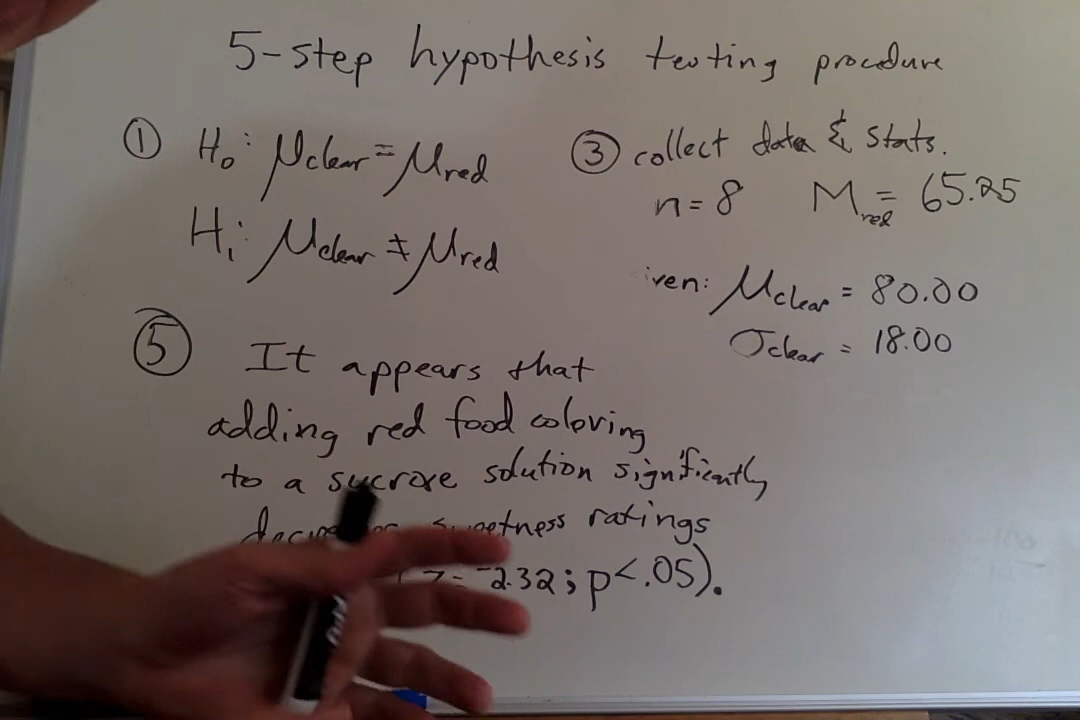 5-step hypothesis testing procedure
① H₀: μclear = μred
H₁: μclear ≠ μred
③ collect data & stats.
n = 8 Mred = 65.25
iven: μclear = 80.00
σclear = 18.00
⑤ It appears that
adding red food coloring
to a sucrose solution significantly
ratings
-2.32; p<.05).